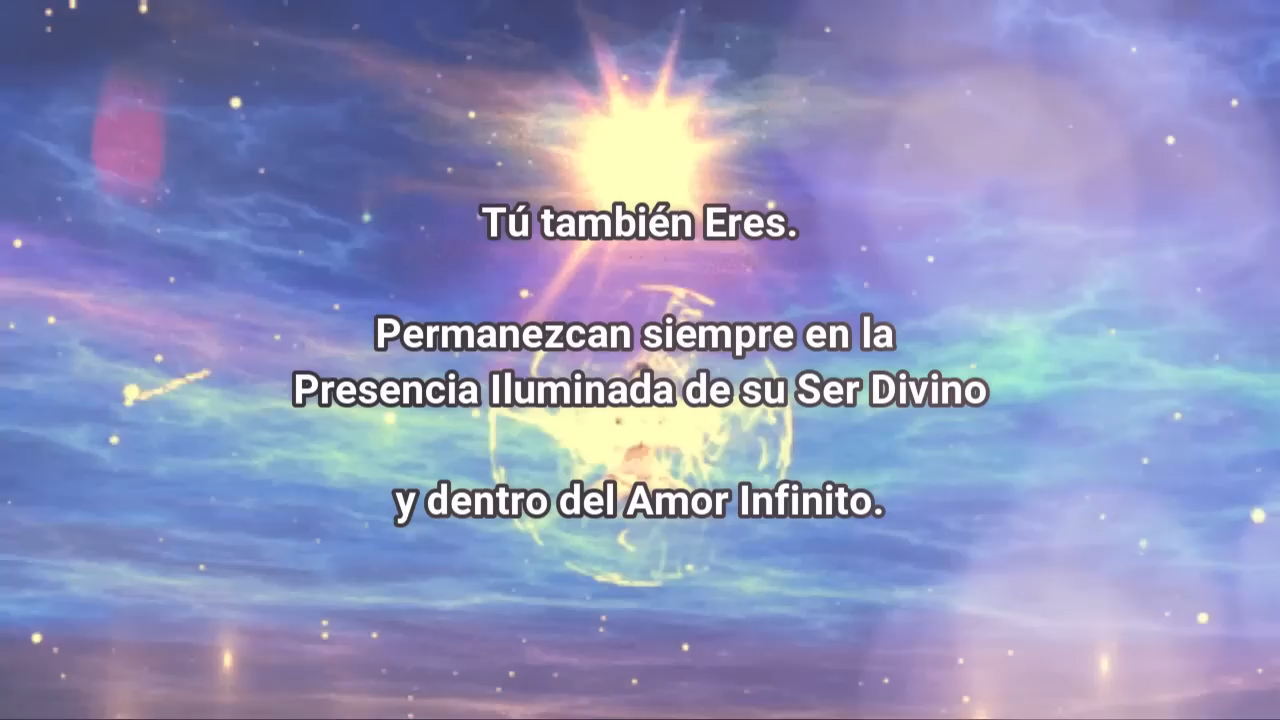 Tú también Eres.
Permanezcan siempre en la
Presencia Iluminada de su Ser Divino
y dentro del Amor Infinito.